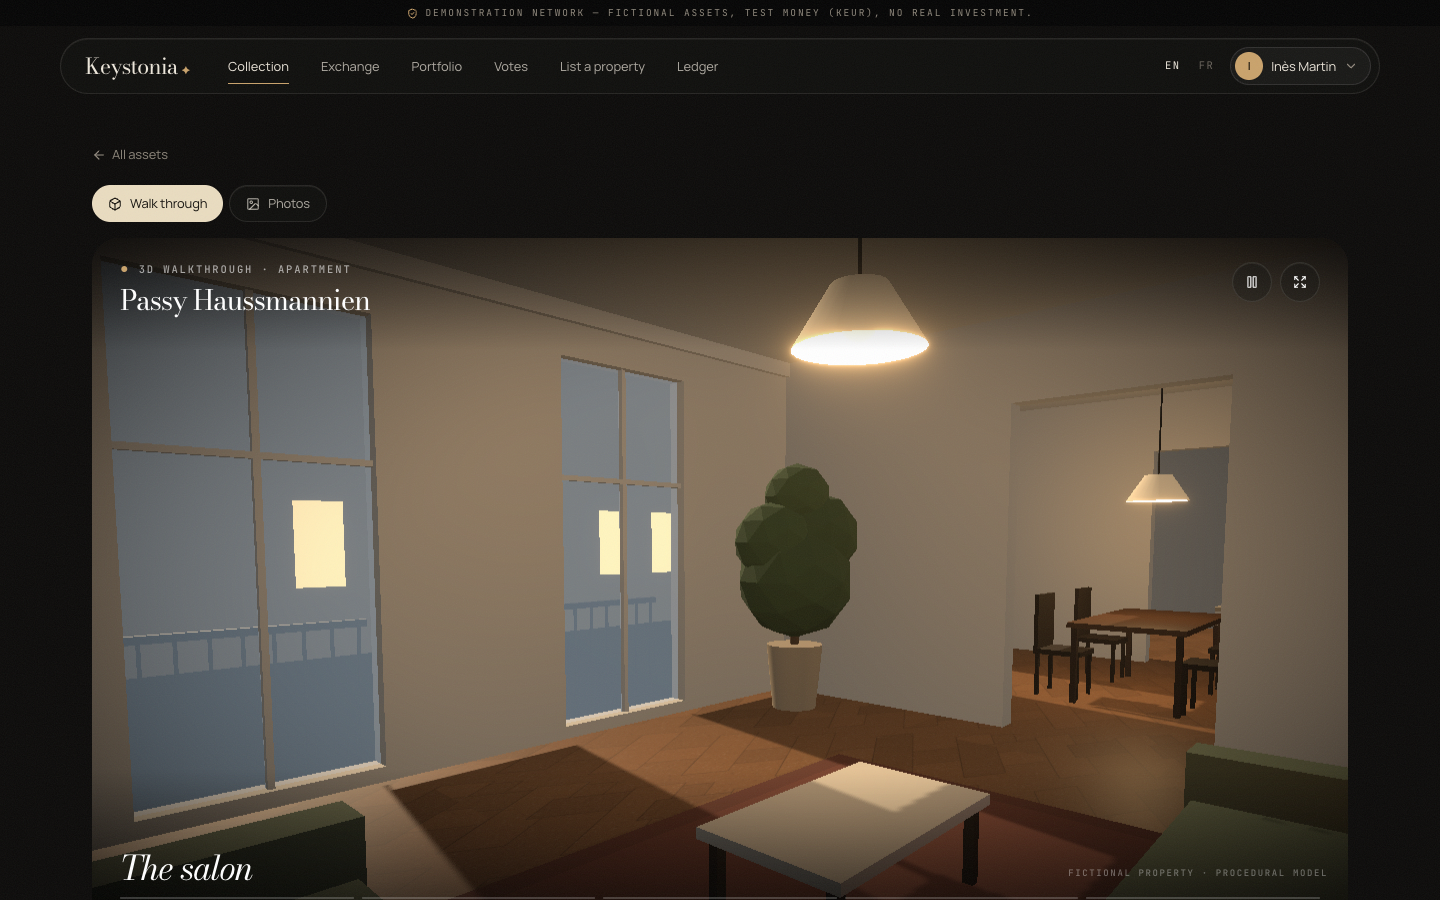 DEMONSTRATION NETWORK — FICTIONAL ASSETS, TEST MONEY (KEUR), NO REAL INVESTMENT.
Keystonia
Collection
Exchange
Portfolio
Votes
List a property
Ledger
EN
FR
I
Inès Martin
All assets
Walk through
Photos
3D WALKTHROUGH · APARTMENT
Passy Haussmannien
The salon
FICTIONAL PROPERTY · PROCEDURAL MODEL